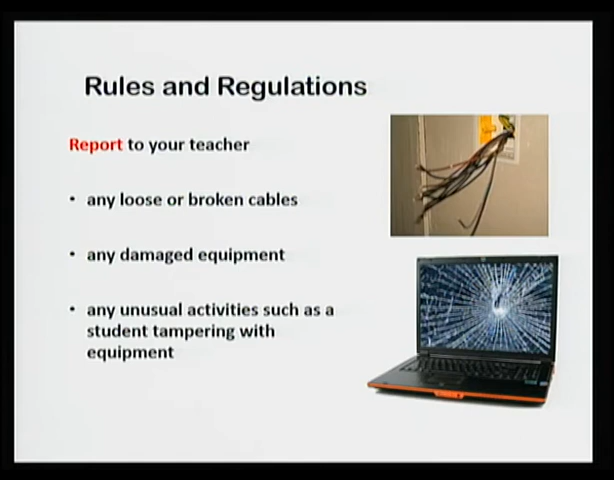 Rules and Regulations
Report to your teacher
• any loose or broken cables
• any damaged equipment
• any unusual activities such as a
student tampering with
equipment